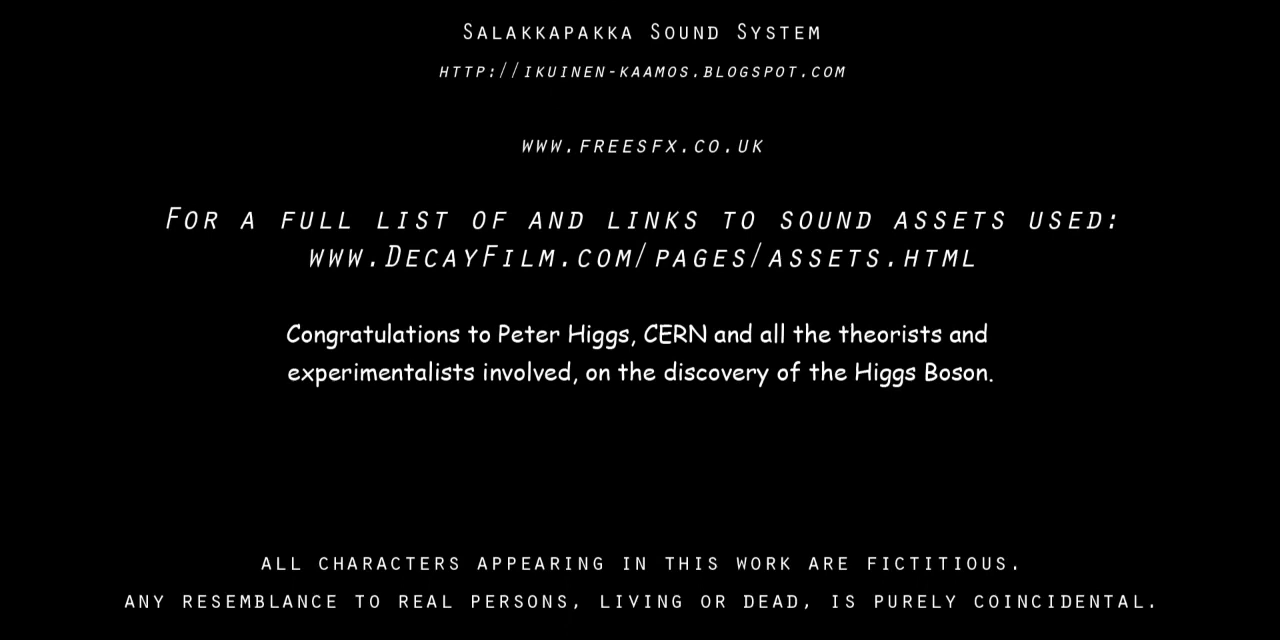 Salakkapakka Sound System
http://ikuinen-kaamos.blogspot.com
www.freesfx.co.uk
For a full list of and links to sound assets used:
www.DecayFilm.com/pages/assets.html
Congratulations to Peter Higgs, CERN and all the theorists and
experimentalists involved, on the discovery of the Higgs Boson.
all characters appearing in this work are fictitious.
any resemblance to real persons, living or dead, is purely coincidental.